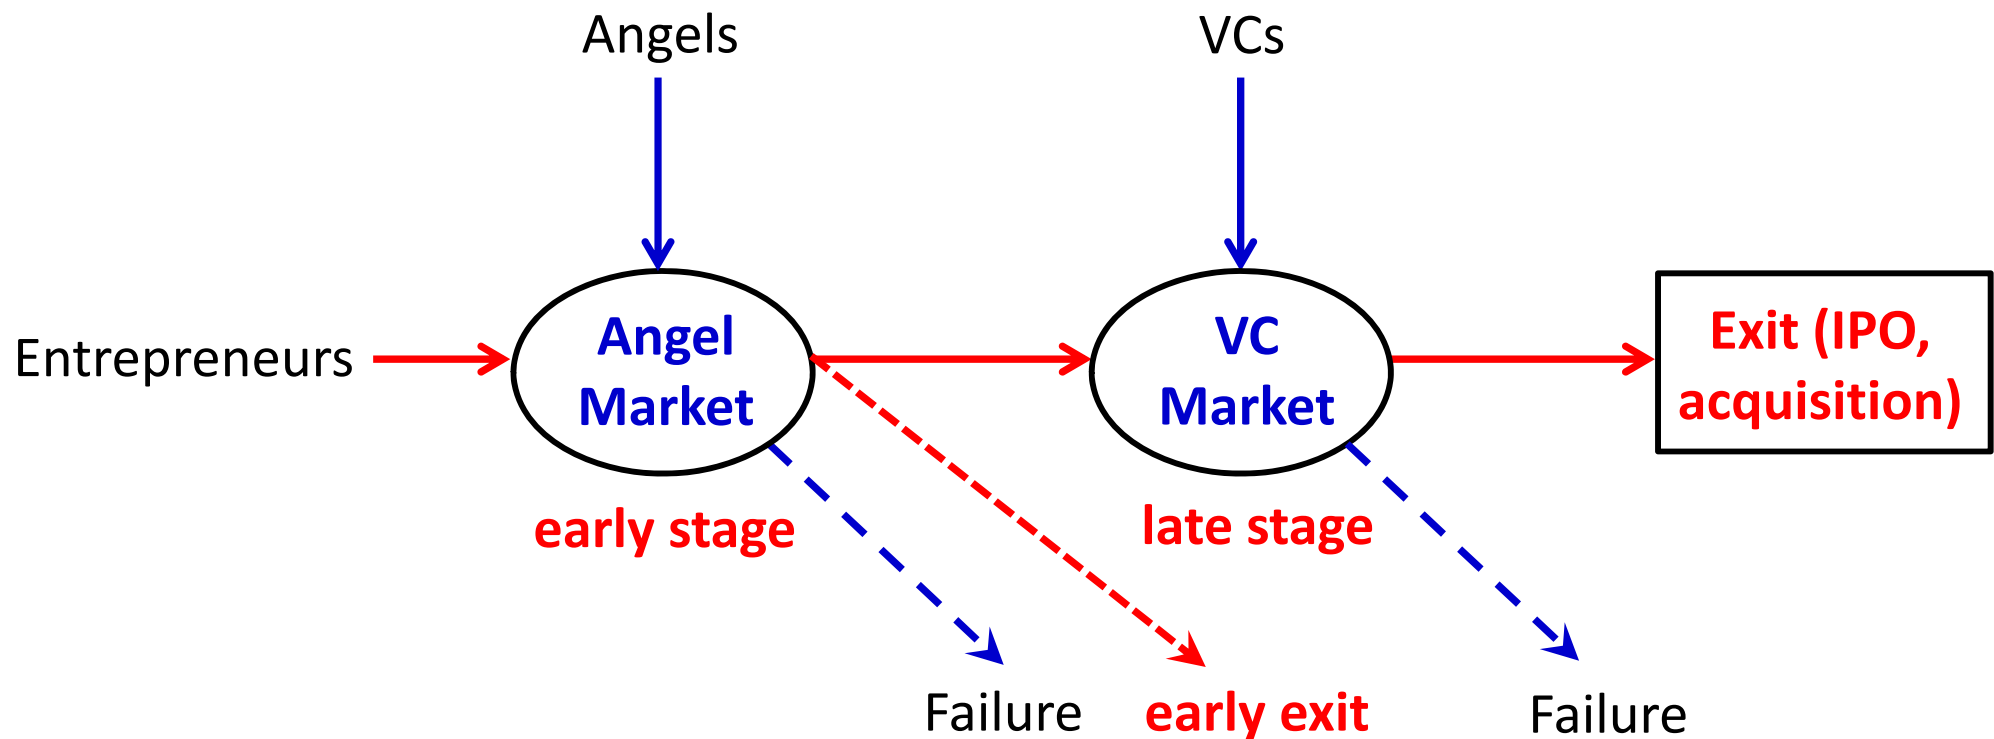 Angels
VCs
Entrepreneurs
Angel
Market
VC
Market
Exit (IPO,
acquisition)
early stage
late stage
Failure
early exit
Failure